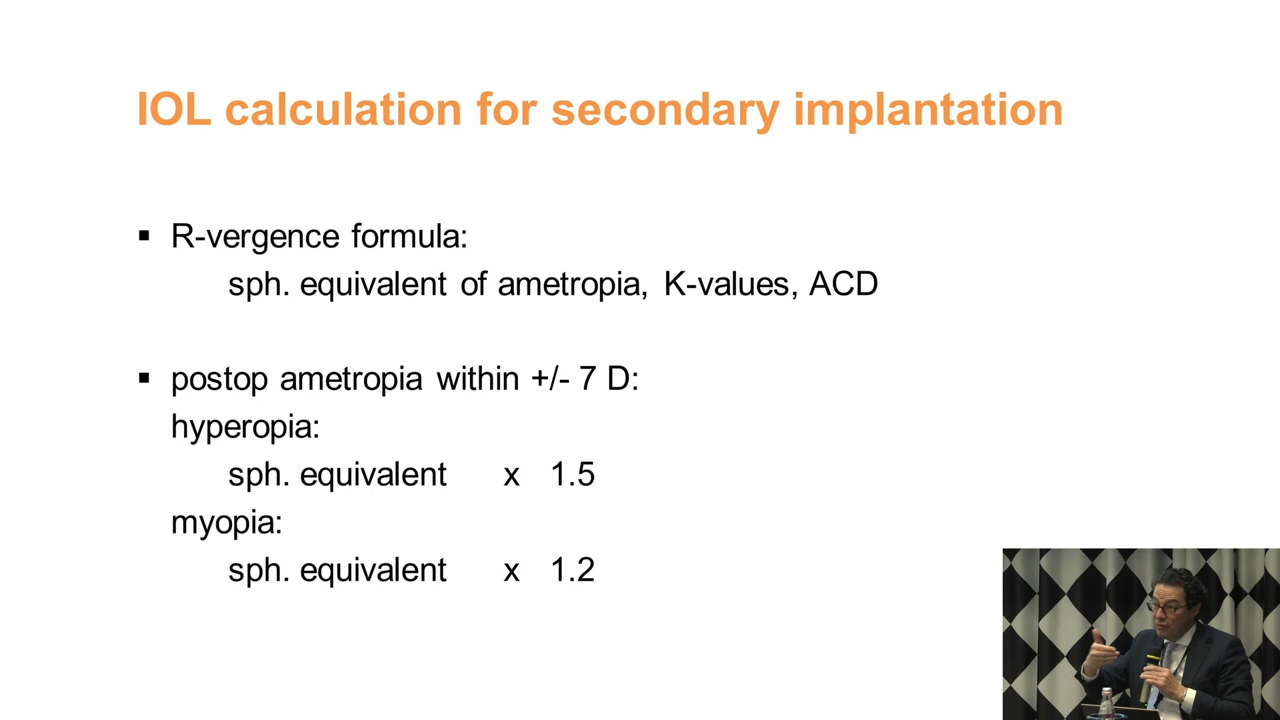 IOL calculation for secondary implantation
▪ R-vergence formula:
sph. equivalent of ametropia, K-values, ACD
▪ postop ametropia within +/- 7 D:
hyperopia:
sph. equivalent x 1.5
myopia:
sph. equivalent x 1.2